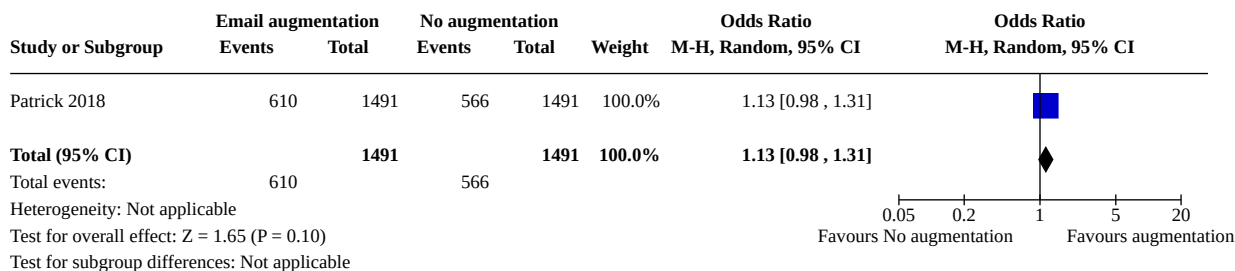 Email augmentation No augmentation Odds Ratio Odds Ratio
Study or Subgroup Events Total Events Total Weight M-H, Random, 95% CI M-H, Random, 95% CI
Patrick 2018 610 1491 566 1491 100.0% 1.13 [0.98 , 1.31]
Total (95% CI) 1491 1491 100.0% 1.13 [0.98 , 1.31]
Total events: 610 566
Heterogeneity: Not applicable
0.05 0.2 1 5 20
Test for overall effect: Z = 1.65 (P = 0.10) Favours No augmentation Favours augmentation
Test for subgroup differences: Not applicable